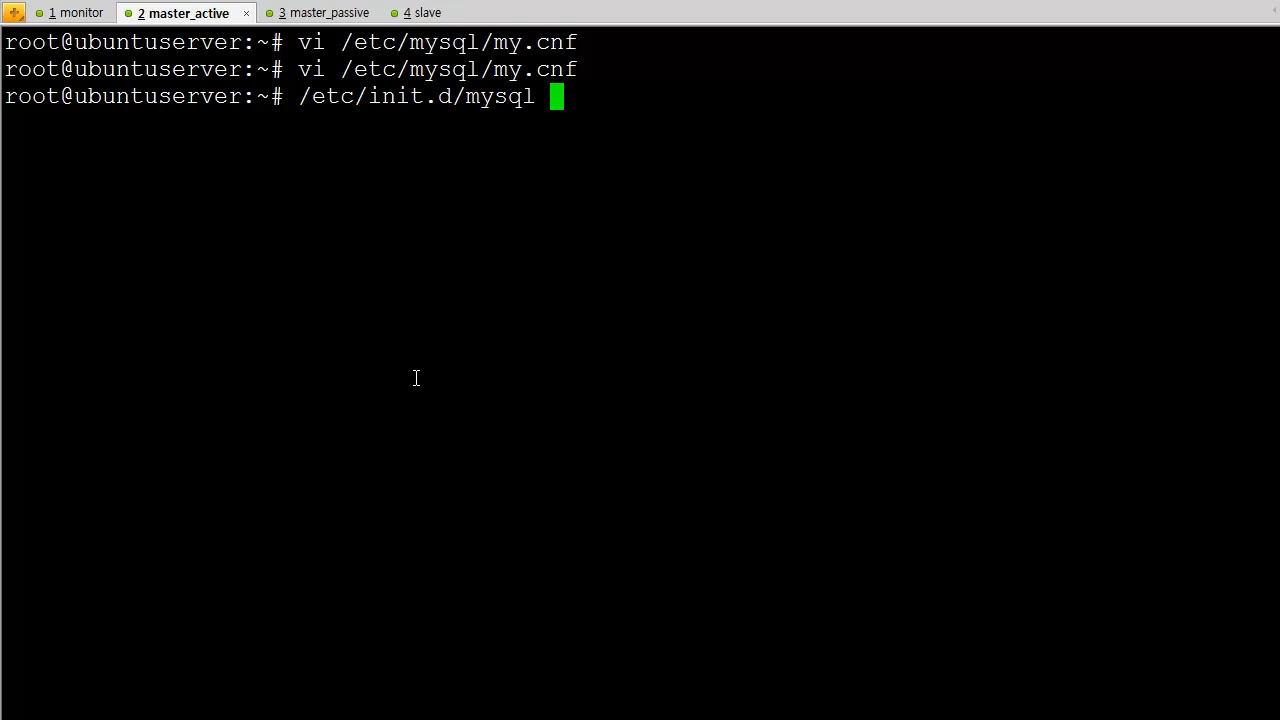 1 monitor 2 master_active × 3 master_passive 4 slave
root@ubuntuserver:~# vi /etc/mysql/my.cnf
root@ubuntuserver:~# vi /etc/mysql/my.cnf
root@ubuntuserver:~# /etc/init.d/mysql